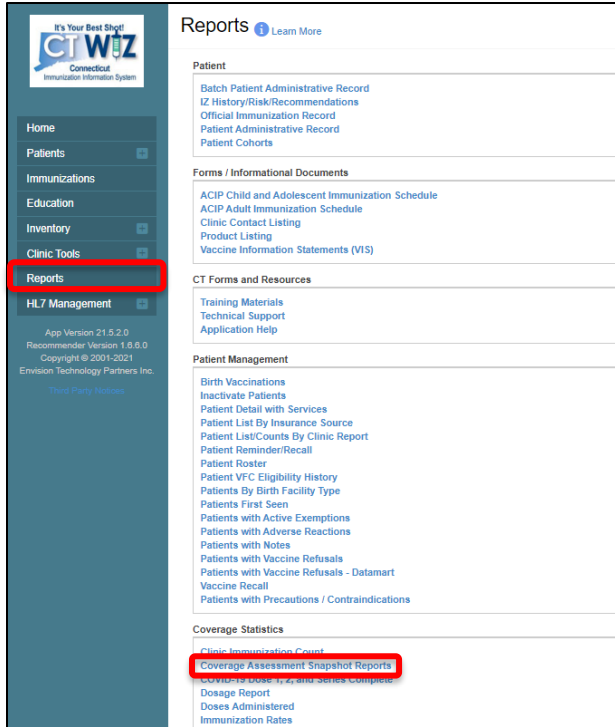 It's Your Best Shot!
CT WiZ
Connecticut
Immunization Information System
Home
Patients
Immunizations
Education
Inventory
Clinic Tools
Reports
HL7 Management
App Version 21.5.2.0
Recommender Version 1.6.6.0
Copyright © 2001-2021
Envision Technology Partners Inc.
Third Party Notices
Reports i Learn More
Patient
Batch Patient Administrative Record
IZ History/Risk/Recommendations
Official Immunization Record
Patient Administrative Record
Patient Cohorts
Forms / Informational Documents
ACIP Child and Adolescent Immunization Schedule
ACIP Adult Immunization Schedule
Clinic Contact Listing
Product Listing
Vaccine Information Statements (VIS)
CT Forms and Resources
Training Materials
Technical Support
Application Help
Patient Management
Birth Vaccinations
Inactivate Patients
Patient Detail with Services
Patient List By Insurance Source
Patient List/Counts By Clinic Report
Patient Reminder/Recall
Patient Roster
Patient VFC Eligibility History
Patients By Birth Facility Type
Patients First Seen
Patients with Active Exemptions
Patients with Adverse Reactions
Patients with Notes
Patients with Vaccine Refusals
Patients with Vaccine Refusals - Datamart
Vaccine Recall
Patients with Precautions / Contraindications
Coverage Statistics
Clinic Immunization Count
Coverage Assessment Snapshot Reports
COVID-19 Dose 1, 2, and Series Complete
Dosage Report
Doses Administered
Immunization Rates